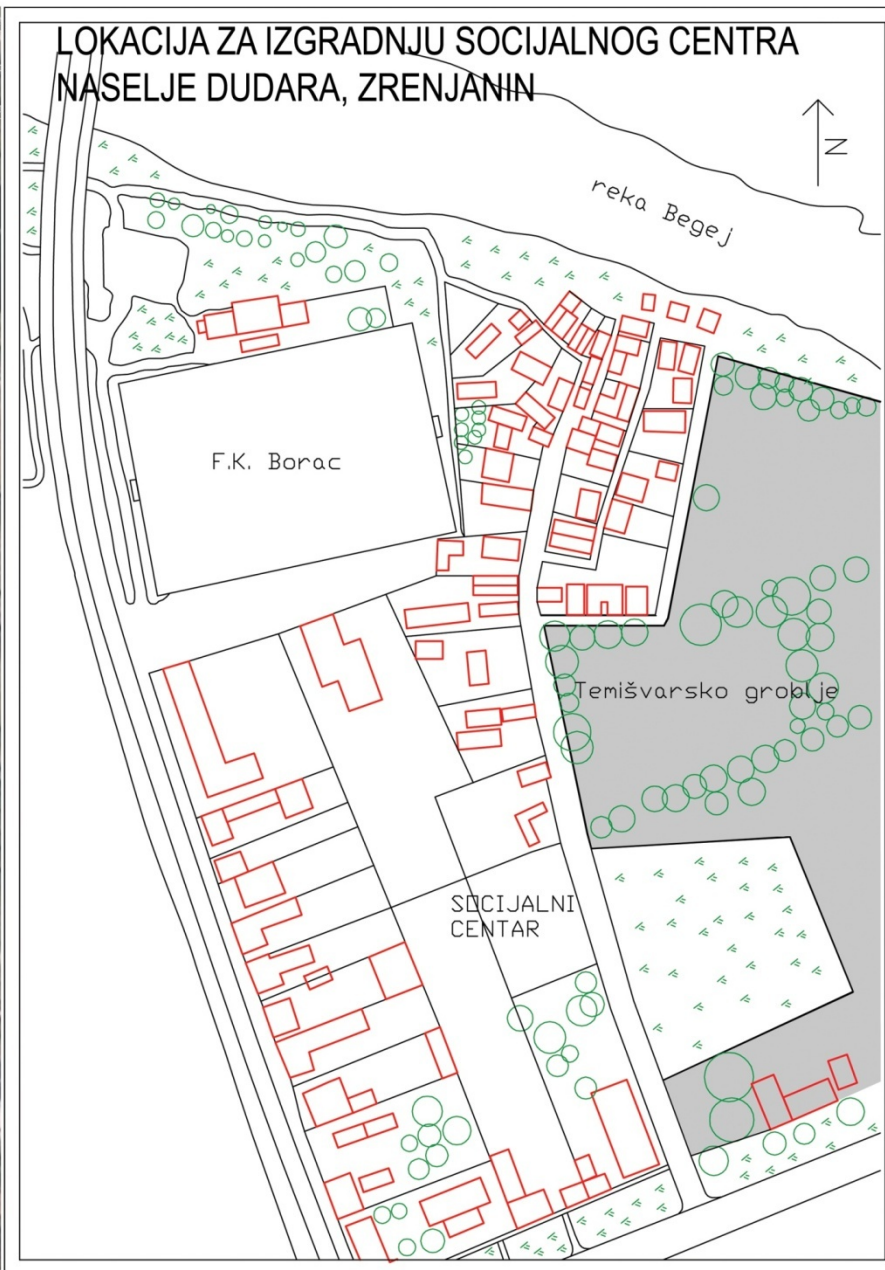 LOKACIJA ZA IZGRADNJU SOCIJALNOG CENTRA
NASELJE DUDARA, ZRENJANIN
N
reka Begej
F.K. Borac
Temišvarsko groblje
SOCIJALNI
CENTAR